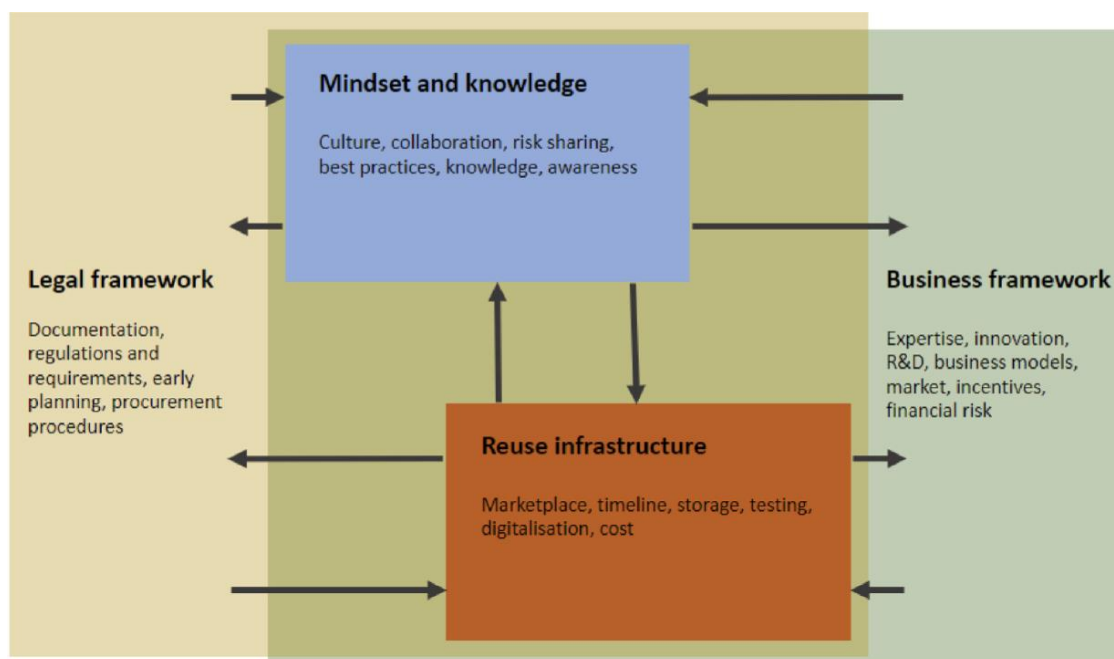 Mindset and knowledge
Culture, collaboration, risk sharing,
best practices, knowledge, awareness
Legal framework
Documentation,
regulations and
requirements, early
planning, procurement
procedures
Business framework
Expertise, innovation,
R&D, business models,
market, incentives,
financial risk
Reuse infrastructure
Marketplace, timeline, storage, testing,
digitalisation, cost